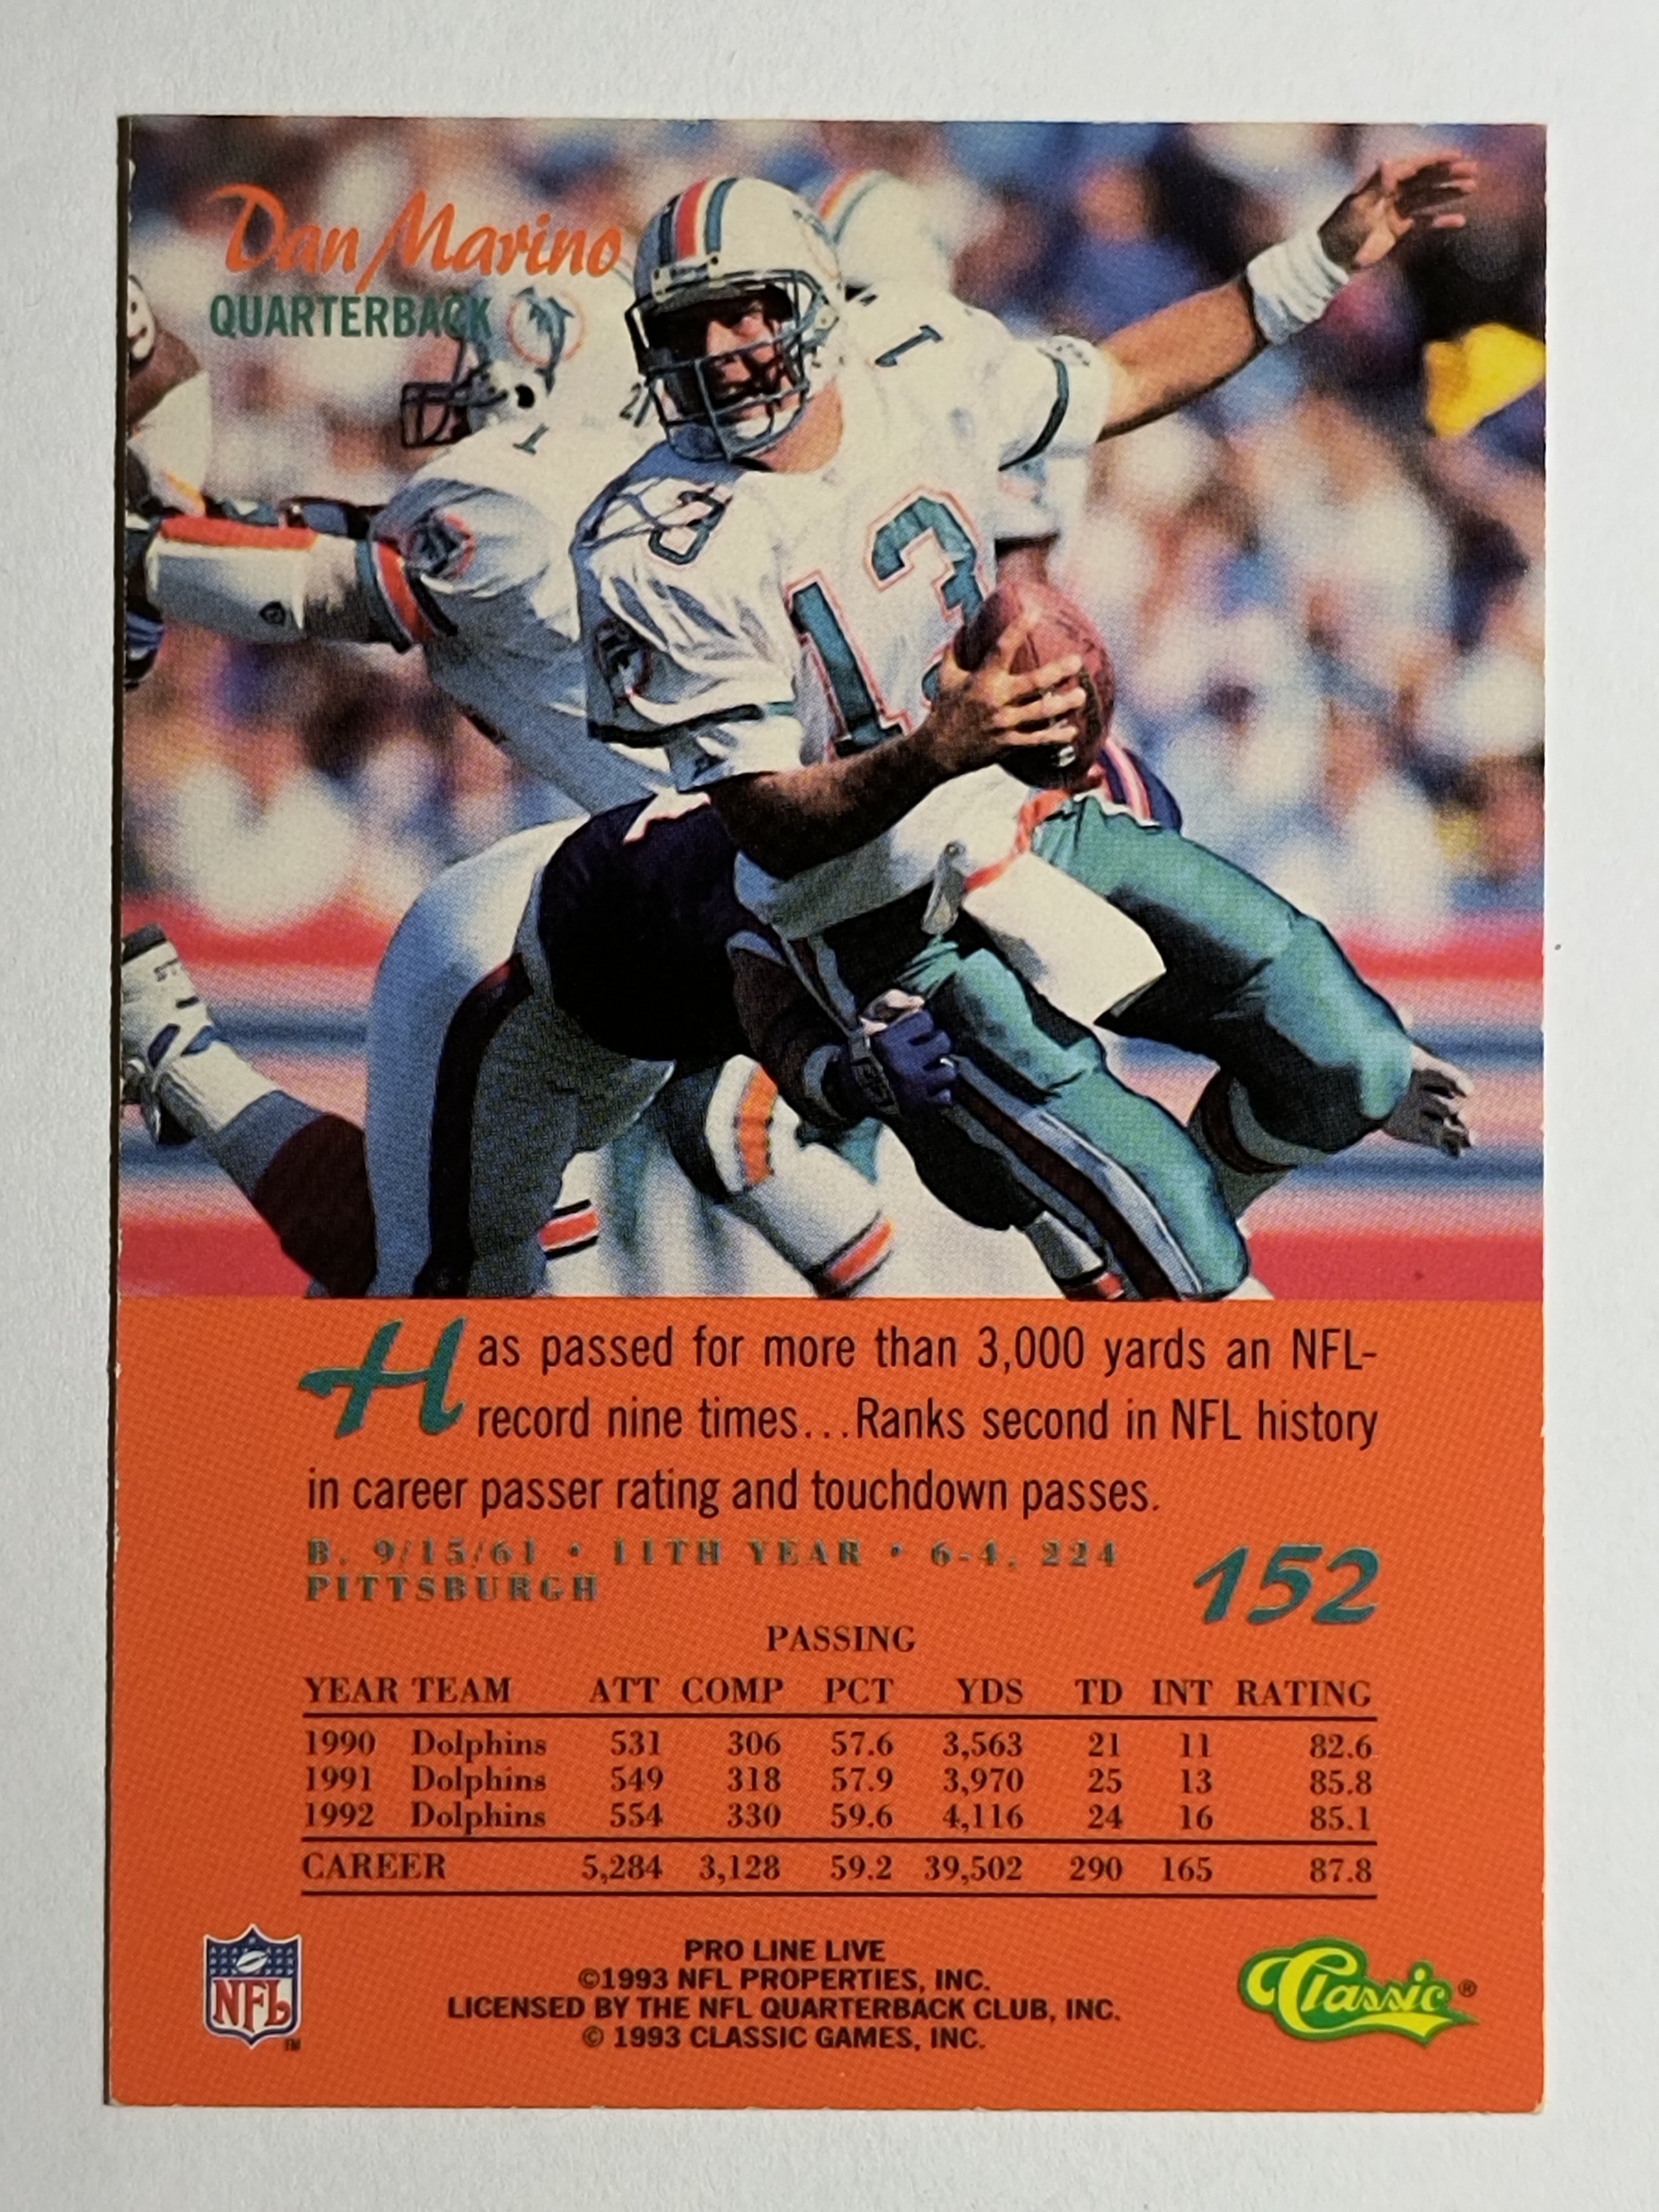 Dan Marino
QUARTERBACK
1
1
8
13
Has passed for more than 3,000 yards an NFL-
record nine times...Ranks second in NFL history
in career passer rating and touchdown passes.
B. 9/15/61 • 11TH YEAR • 6-4, 224
PITTSBURGH
152
PASSING
YEAR TEAM ATT COMP PCT YDS TD INT RATING
1990 Dolphins 531 306 57.6 3,563 21 11 82.6
1991 Dolphins 549 318 57.9 3,970 25 13 85.8
1992 Dolphins 554 330 59.6 4,116 24 16 85.1
CAREER 5,284 3,128 59.2 39,502 290 165 87.8
NFL
TM
PRO LINE LIVE
©1993 NFL PROPERTIES, INC.
LICENSED BY THE NFL QUARTERBACK CLUB, INC.
© 1993 CLASSIC GAMES, INC.
Classic®